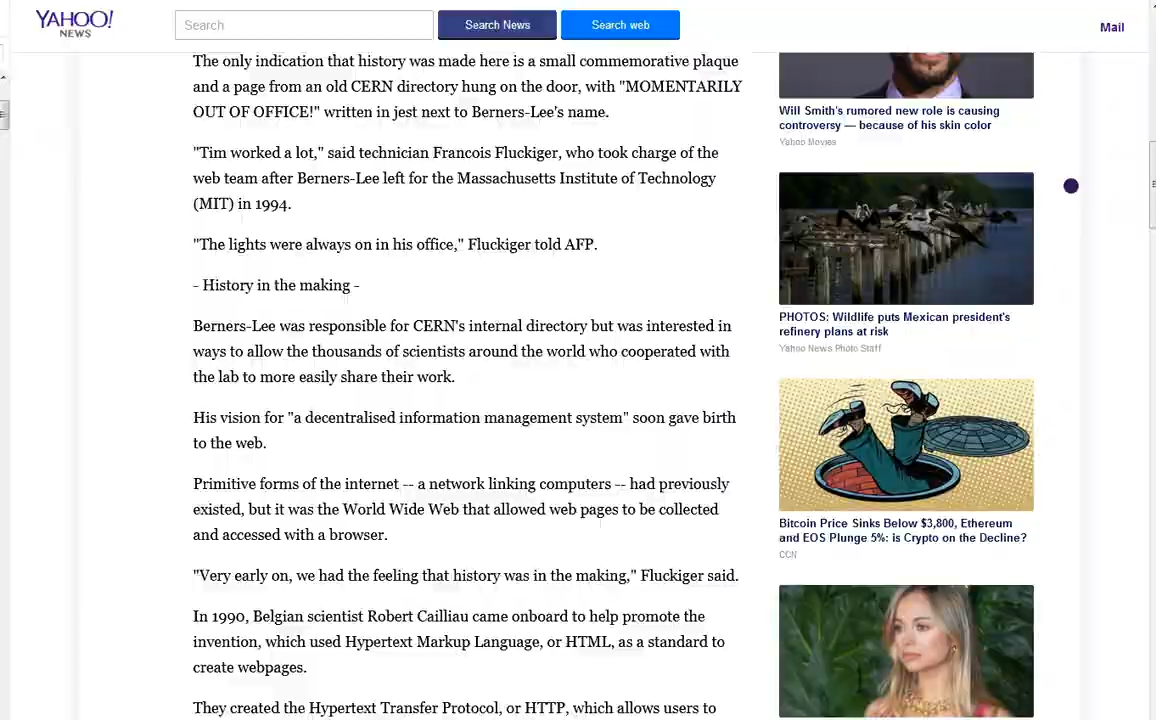 YAHOO!
NEWS
Search
Search News
Search web
Mail
The only indication that history was made here is a small commemorative plaque
and a page from an old CERN directory hung on the door, with "MOMENTARILY
OUT OF OFFICE!" written in jest next to Berners-Lee's name.
"Tim worked a lot," said technician Francois Fluckiger, who took charge of the
web team after Berners-Lee left for the Massachusetts Institute of Technology
(MIT) in 1994.
"The lights were always on in his office," Fluckiger told AFP.
- History in the making -
Berners-Lee was responsible for CERN's internal directory but was interested in
ways to allow the thousands of scientists around the world who cooperated with
the lab to more easily share their work.
His vision for "a decentralised information management system" soon gave birth
to the web.
Primitive forms of the internet -- a network linking computers -- had previously
existed, but it was the World Wide Web that allowed web pages to be collected
and accessed with a browser.
"Very early on, we had the feeling that history was in the making," Fluckiger said.
In 1990, Belgian scientist Robert Cailliau came onboard to help promote the
invention, which used Hypertext Markup Language, or HTML, as a standard to
create webpages.
They created the Hypertext Transfer Protocol, or HTTP, which allows users to
Will Smith's rumored new role is causing
controversy — because of his skin color
Yahoo Movies
PHOTOS: Wildlife puts Mexican president's
refinery plans at risk
Yahoo News Photo Staff
Bitcoin Price Sinks Below $3,800, Ethereum
and EOS Plunge 5%: is Crypto on the Decline?
CCN